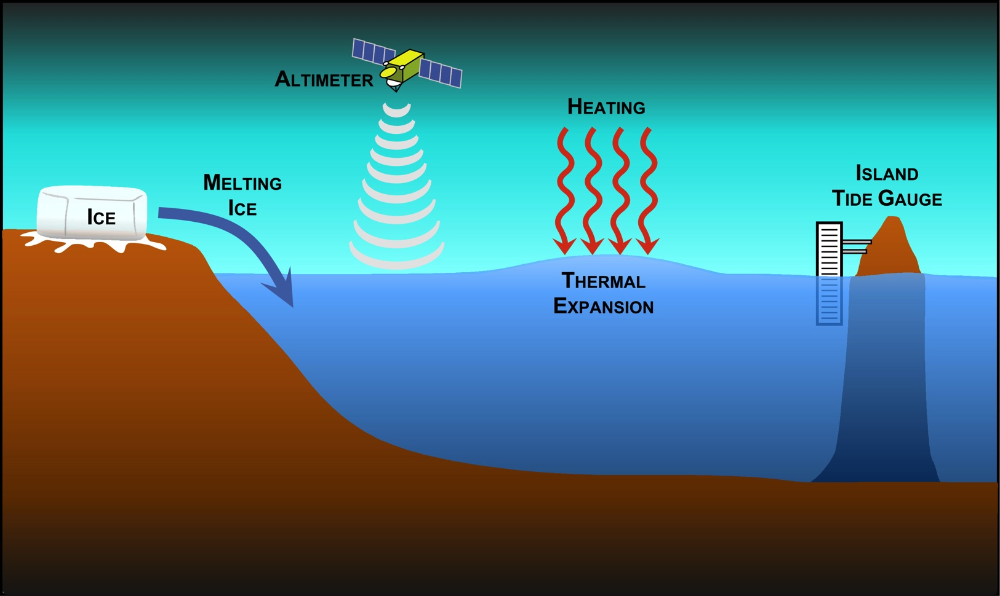 ALTIMETER
HEATING
MELTING
ICE
ICE
ISLAND
TIDE GAUGE
THERMAL
EXPANSION